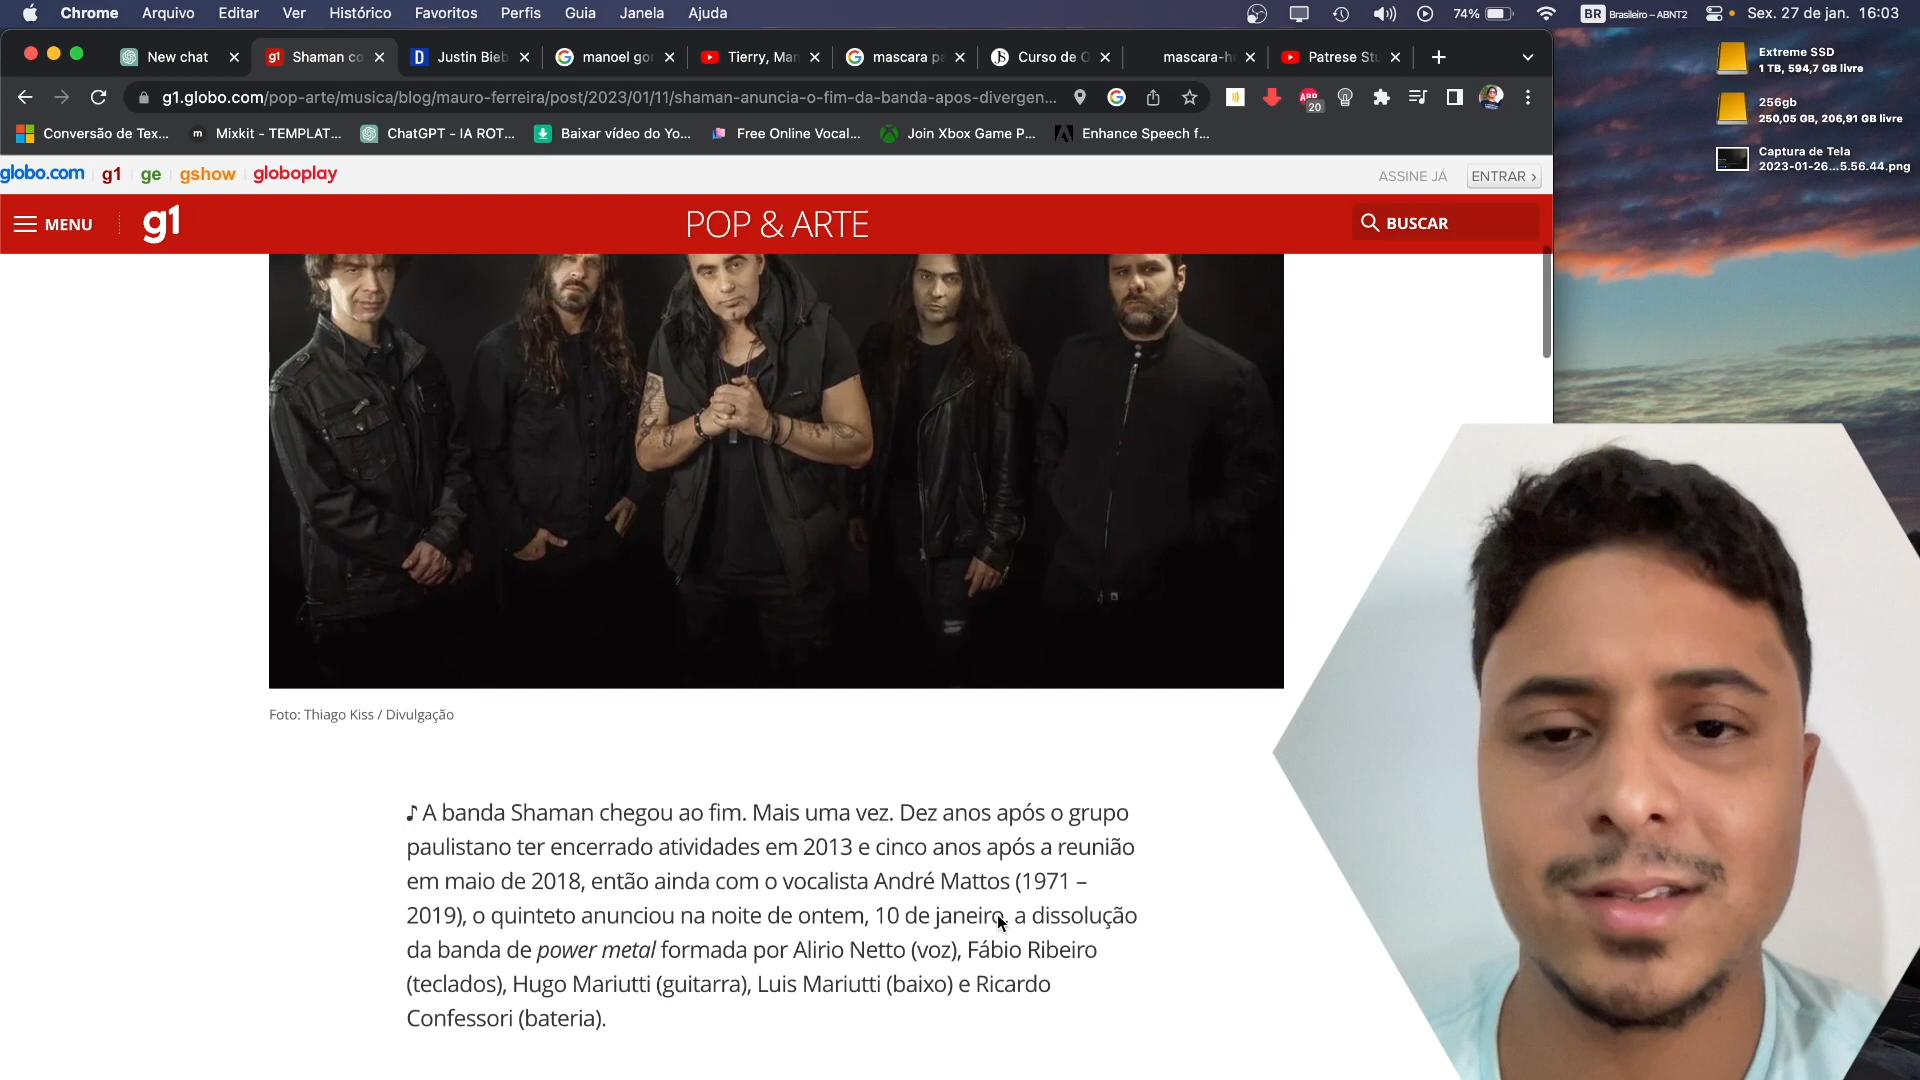 Chrome Arquivo Editar Ver Histórico Favoritos Perfis Guia Janela Ajuda 74% BR Brasileiro – ABNT2 Sex. 27 de jan. 16:03
New chat Shaman co Justin Bieb manoel gor Tierry, Man mascara pa Curso de mascara-h Patrese Stu
g1.globo.com/pop-arte/musica/blog/mauro-ferreira/post/2023/01/11/shaman-anuncia-o-fim-da-banda-apos-divergen... ABP 20
Conversão de Tex... Mixkit - TEMPLAT... ChatGPT - IA ROT... Baixar vídeo do Yo... Free Online Vocal... Join Xbox Game P... Enhance Speech f...
globo.com g1 ge gshow globoplay ASSINE JÁ ENTRAR ›
MENU g1 POP & ARTE BUSCAR
Extreme SSD
1 TB, 594,7 GB livre
256gb
250,05 GB, 206,91 GB livre
Captura de Tela
2023-01-26...5.56.44.png
Foto: Thiago Kiss / Divulgação
♪ A banda Shaman chegou ao fim. Mais uma vez. Dez anos após o grupo
paulistano ter encerrado atividades em 2013 e cinco anos após a reunião
em maio de 2018, então ainda com o vocalista André Mattos (1971 –
2019), o quinteto anunciou na noite de ontem, 10 de janeiro, a dissolução
da banda de power metal formada por Alirio Netto (voz), Fábio Ribeiro
(teclados), Hugo Mariutti (guitarra), Luis Mariutti (baixo) e Ricardo
Confessori (bateria).